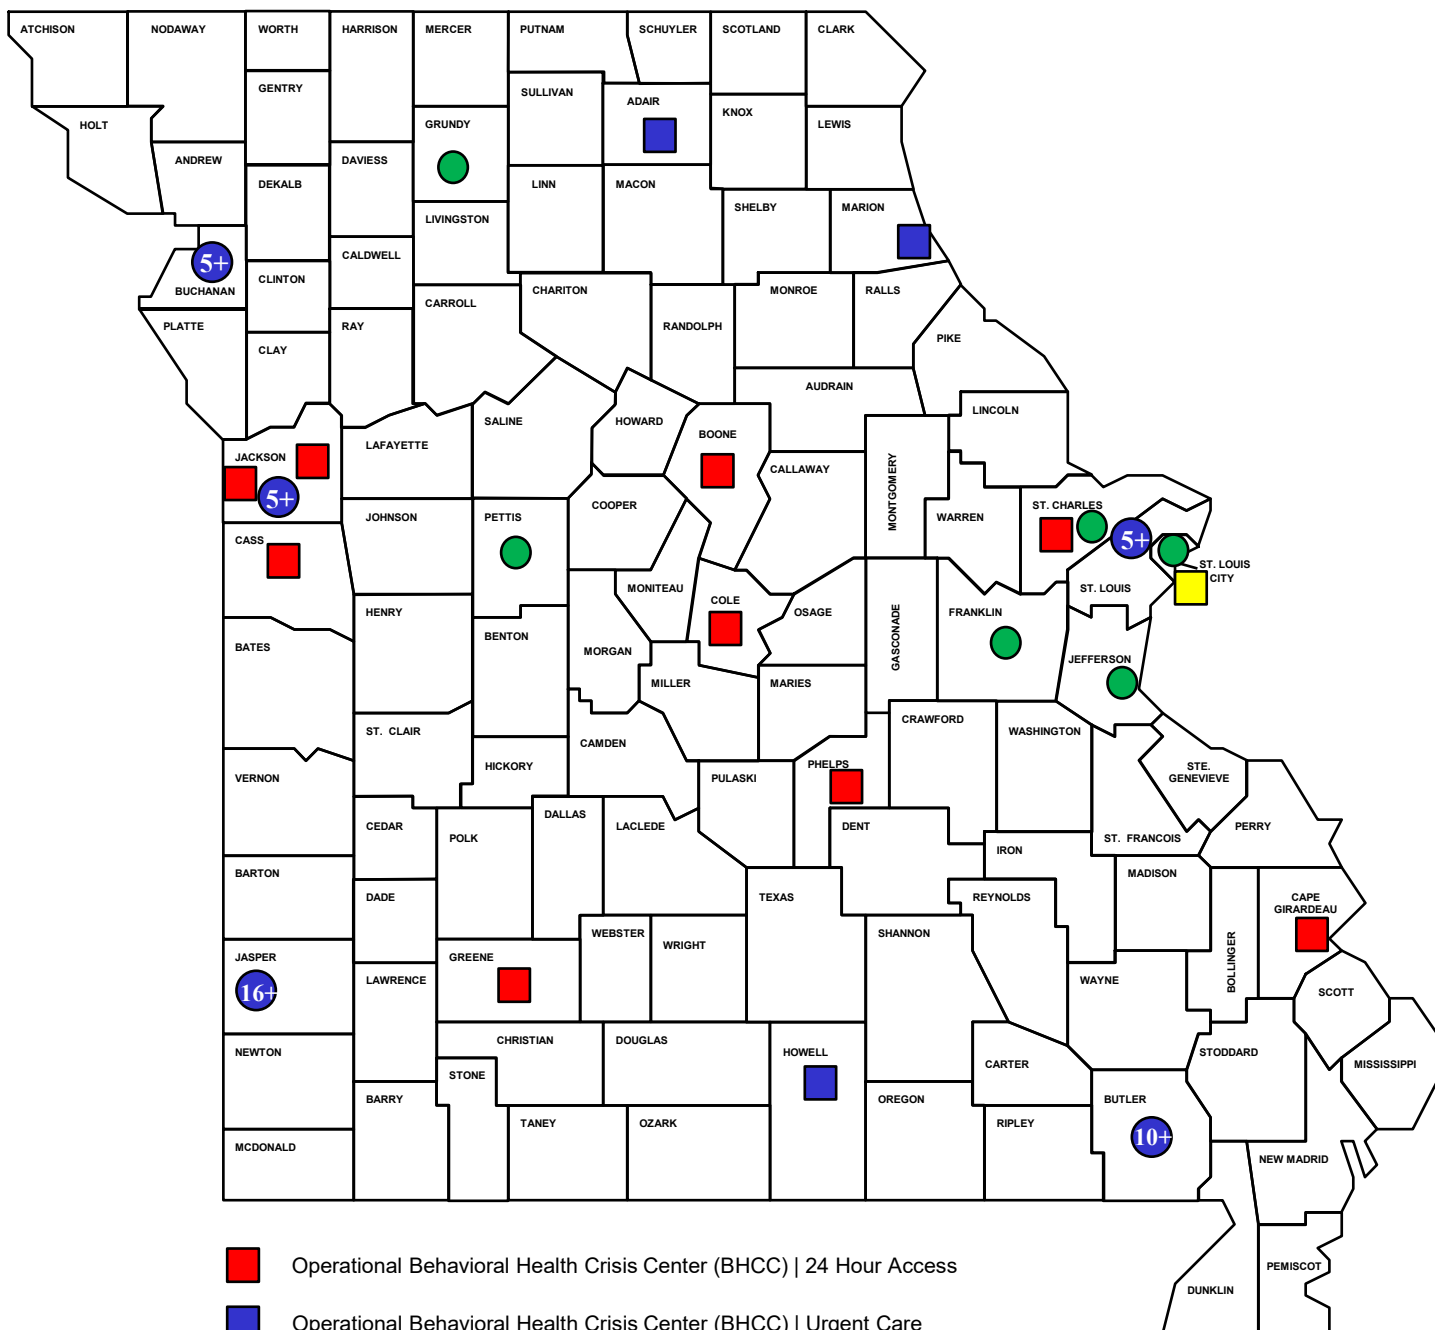 ATCHISON
NODAWAY
WORTH
HARRISON
MERCER
PUTNAM
SCHUYLER
SCOTLAND
CLARK
GENTRY
SULLIVAN
ADAIR
KNOX
HOLT
GRUNDY
LEWIS
ANDREW
DAVIESS
DEKALB
LINN
MACON
SHELBY
MARION
LIVINGSTON
CALDWELL
5+
BUCHANAN
CLINTON
CHARITON
MONROE
RALLS
CARROLL
PLATTE
RAY
RANDOLPH
PIKE
CLAY
AUDRAIN
LINCOLN
SALINE
HOWARD
BOONE
LAFAYETTE
JACKSON
CALLAWAY
MONTGOMERY
5+
COOPER
ST. CHARLES
JOHNSON
PETTIS
WARREN
CASS
5+
ST. LOUIS
CITY
MONITEAU
ST. LOUIS
COLE
HENRY
OSAGE
GASCONADE
FRANKLIN
BENTON
BATES
MORGAN
JEFFERSON
MILLER
MARIES
CRAWFORD
ST. CLAIR
WASHINGTON
CAMDEN
HICKORY
PHELPS
STE.
GENEVIEVE
VERNON
PULASKI
DALLAS
CEDAR
LACLEDE
DENT
PERRY
POLK
ST. FRANCOIS
IRON
BARTON
MADISON
DADE
TEXAS
REYNOLDS
CAPE
GIRARDEAU
WEBSTER
SHANNON
WRIGHT
BOLLINGER
JASPER
GREENE
LAWRENCE
WAYNE
16+
SCOTT
CHRISTIAN
DOUGLAS
NEWTON
HOWELL
STODDARD
CARTER
MISSISSIPPI
STONE
BARRY
OREGON
BUTLER
TANEY
OZARK
RIPLEY
10+
MCDONALD
NEW MADRID
Operational Behavioral Health Crisis Center (BHCC) | 24 Hour Access
PEMISCOT
DUNKLIN
Operational Behavioral Health Crisis Center (BHCC) | Urgent Care